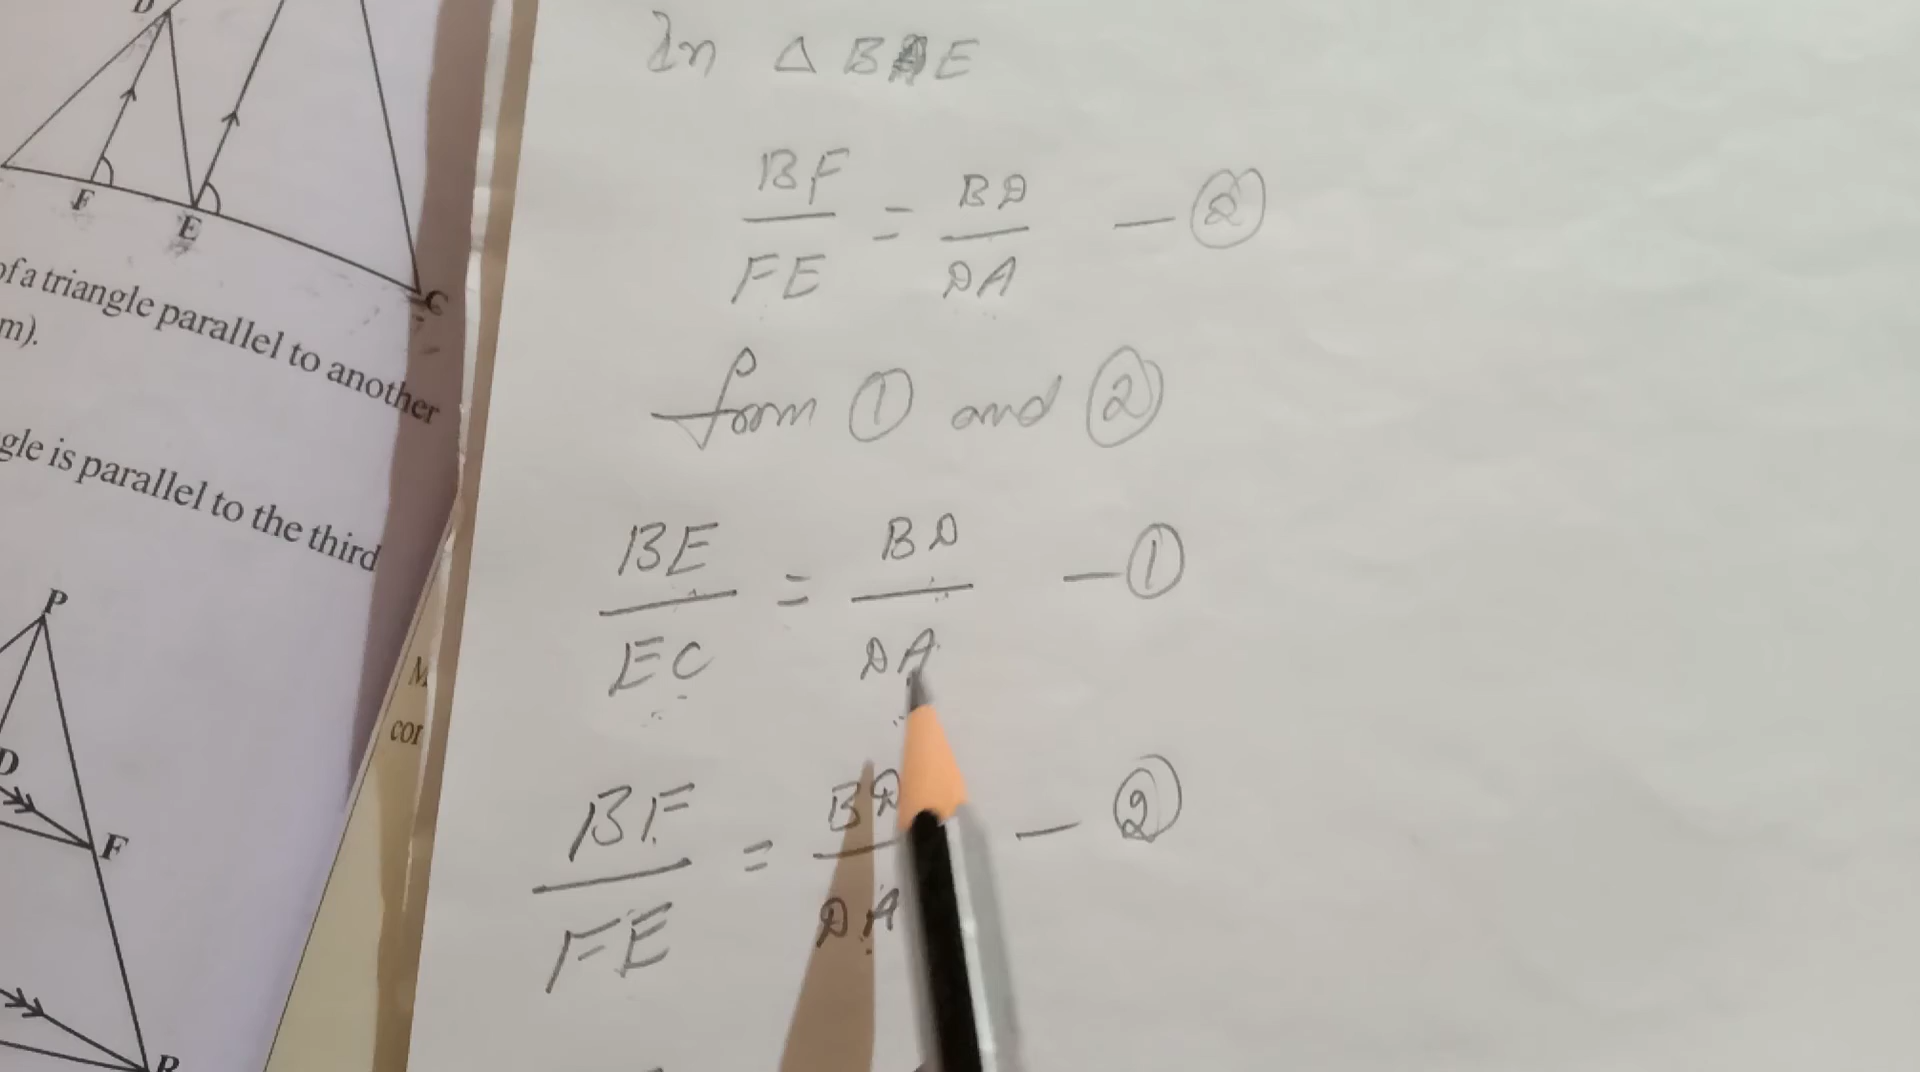 D
F
E
C
of a triangle parallel to another
m).
gle is parallel to the third
P
D
F
R
M
cor
In △ BAE
BF/FE = BD/DA — ②
from ① and ②
BE/EC = BD/DA — ①
BF/FE = BD/DA — ②